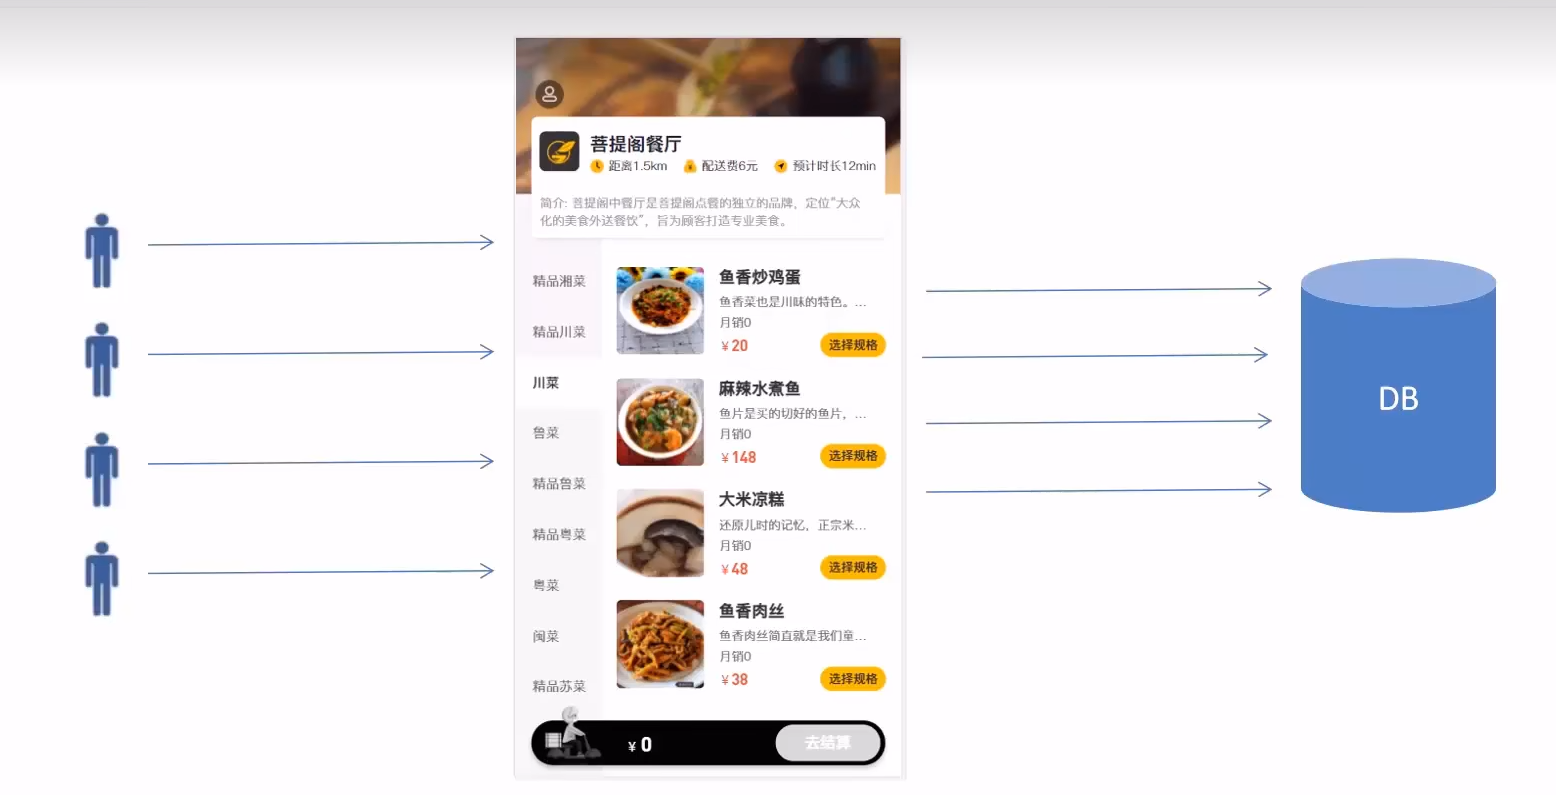 菩提阁餐厅
距离1.5km 配送费6元 预计时长12min
简介: 菩提阁中餐厅是菩提阁点餐的独立的品牌，定位“大众
化的美食外送餐饮”，旨为顾客打造专业美食。
精品湘菜
精品川菜
川菜
鲁菜
精品鲁菜
精品粤菜
粤菜
闽菜
精品苏菜
鱼香炒鸡蛋
鱼香菜也是川味的特色。...
月销0
¥20 选择规格
麻辣水煮鱼
鱼片是买的切好的鱼片，...
月销0
¥148 选择规格
大米凉糕
还原儿时的记忆，正宗米...
月销0
¥48 选择规格
鱼香肉丝
鱼香肉丝简直就是我们童...
月销0
¥38 选择规格
¥0 去结算
DB